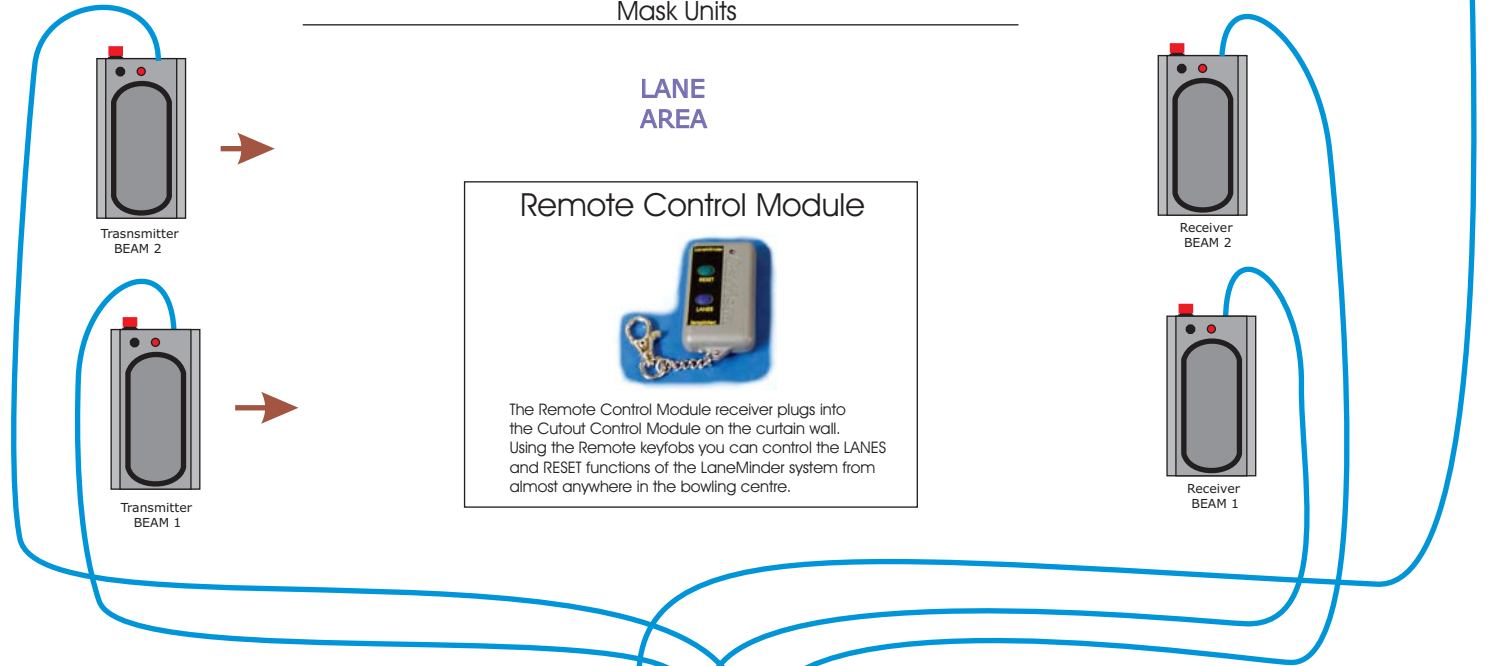 Mask Units
LANE
AREA
Trasnsmitter
BEAM 2
Receiver
BEAM 2
Remote Control Module
RESET
LANES
The Remote Control Module receiver plugs into
the Cutout Control Module on the curtain wall.
Using the Remote keyfobs you can control the LANES
and RESET functions of the LaneMinder system from
almost anywhere in the bowling centre.
Transmitter
BEAM 1
Receiver
BEAM 1